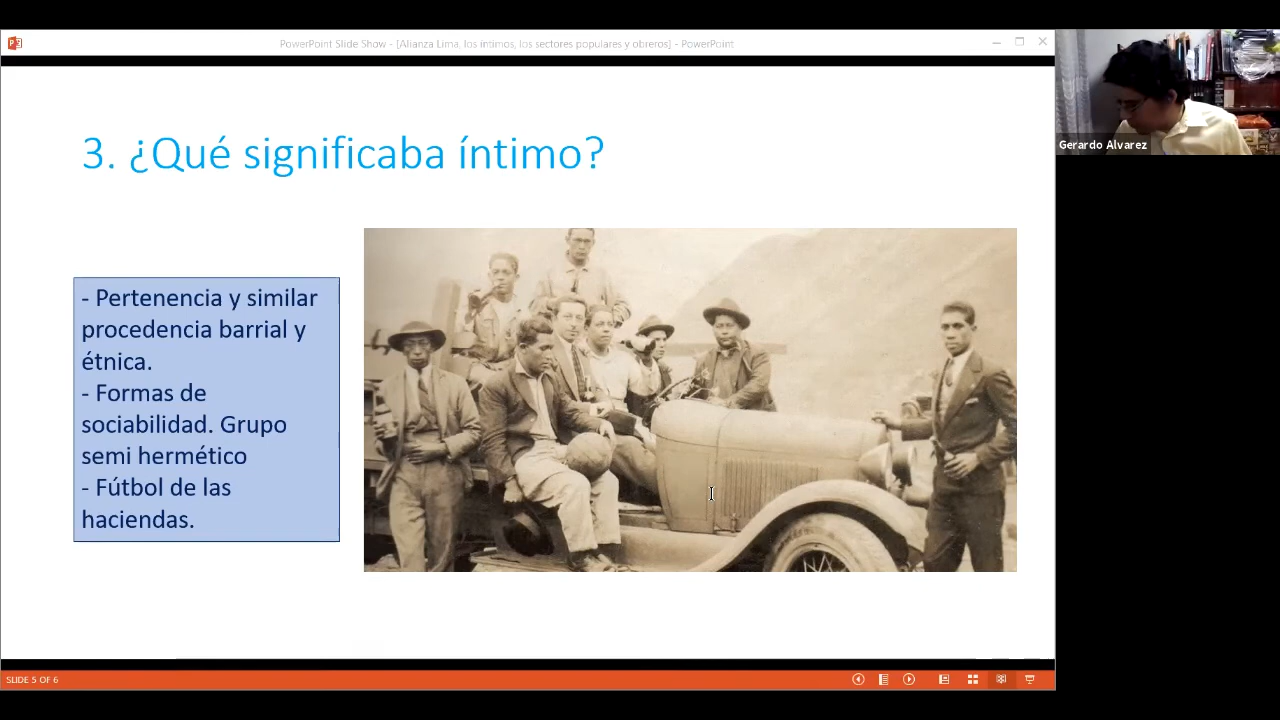 PowerPoint Slide Show - [Alianza Lima, los íntimos, los sectores populares y obreros] - PowerPoint
3. ¿Qué significaba íntimo?
- Pertenencia y similar
procedencia barrial y
étnica.
- Formas de
sociabilidad. Grupo
semi hermético
- Fútbol de las
haciendas.
Gerardo Alvarez
SLIDE 5 OF 6